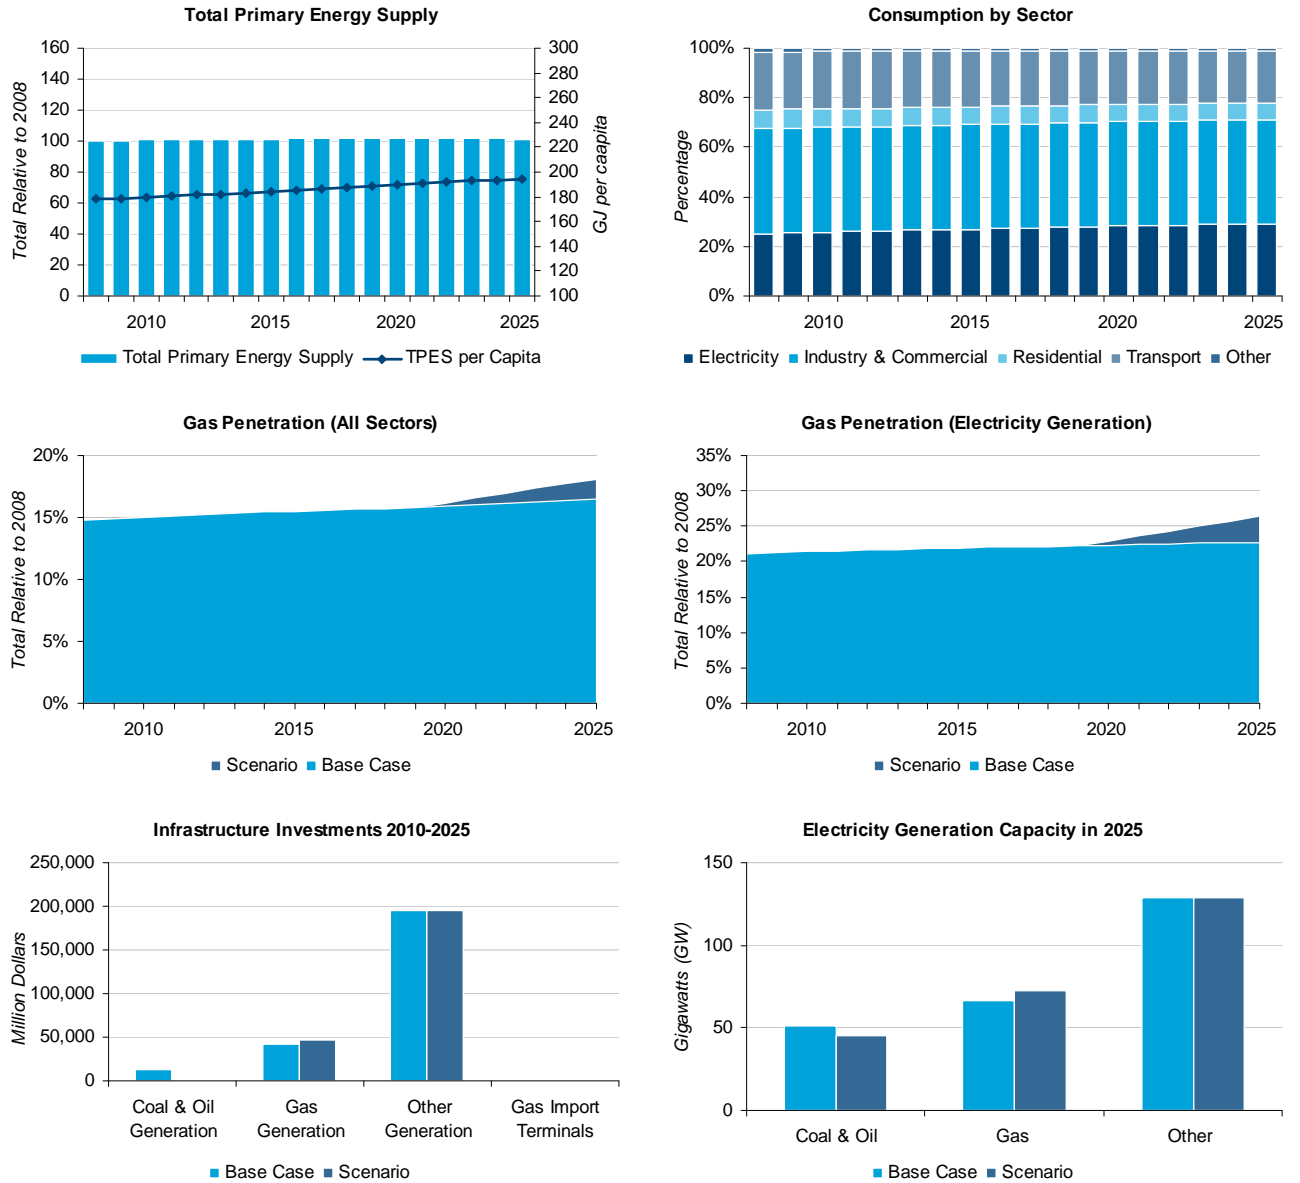 Total Primary Energy Supply
Total Relative to 2008
160
140
120
100
80
60
40
20
0
300
280
260
240
220
200
180
160
140
120
100
GJ per caapita
2010 2015 2020 2025
Total Primary Energy Supply TPES per Capita
Consumption by Sector
Percentage
100%
80%
60%
40%
20%
0%
2010 2015 2020 2025
Electricity Industry & Commercial Residential Transport Other
Gas Penetration (All Sectors)
Total Relative to 2008
20%
15%
10%
5%
0%
2010 2015 2020 2025
Scenario Base Case
Gas Penetration (Electricity Generation)
Total Relative to 2008
35%
30%
25%
20%
15%
10%
5%
0%
2010 2015 2020 2025
Scenario Base Case
Infrastructure Investments 2010-2025
Million Dollars
250,000
200,000
150,000
100,000
50,000
0
Coal & Oil Generation
Gas Generation
Other Generation
Gas Import Terminals
Base Case Scenario
Electricity Generation Capacity in 2025
Gigawatts (GW)
150
100
50
0
Coal & Oil Gas Other
Base Case Scenario